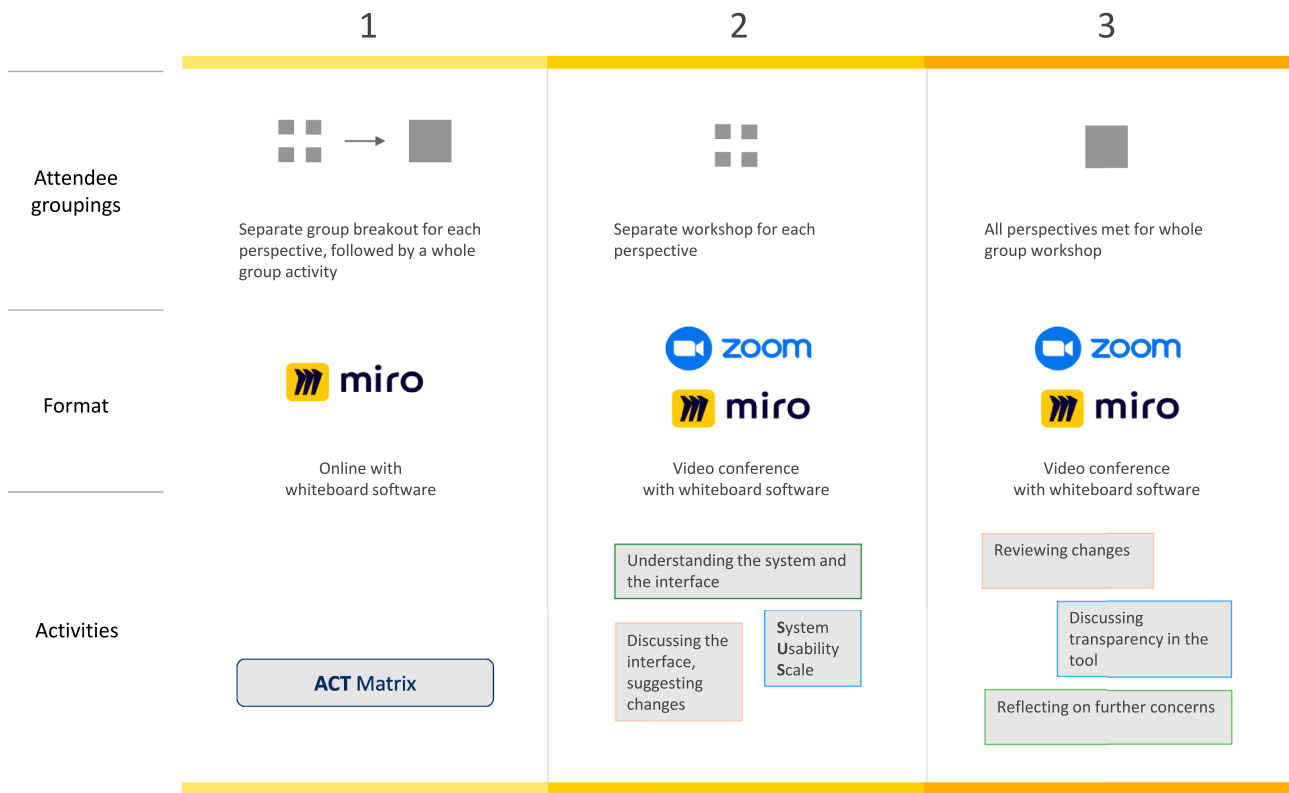 1
2
3
Attendee
groupings
Separate group breakout for each
perspective, followed by a whole
group activity
Separate workshop for each
perspective
All perspectives met for whole
group workshop
Format
miro
zoom
miro
zoom
miro
Online with
whiteboard software
Video conference
with whiteboard software
Video conference
with whiteboard software
Activities
ACT Matrix
Understanding the system and
the interface
Discussing the
interface,
suggesting
changes
System
Usability
Scale
Reviewing changes
Discussing
transparency in the
tool
Reflecting on further concerns